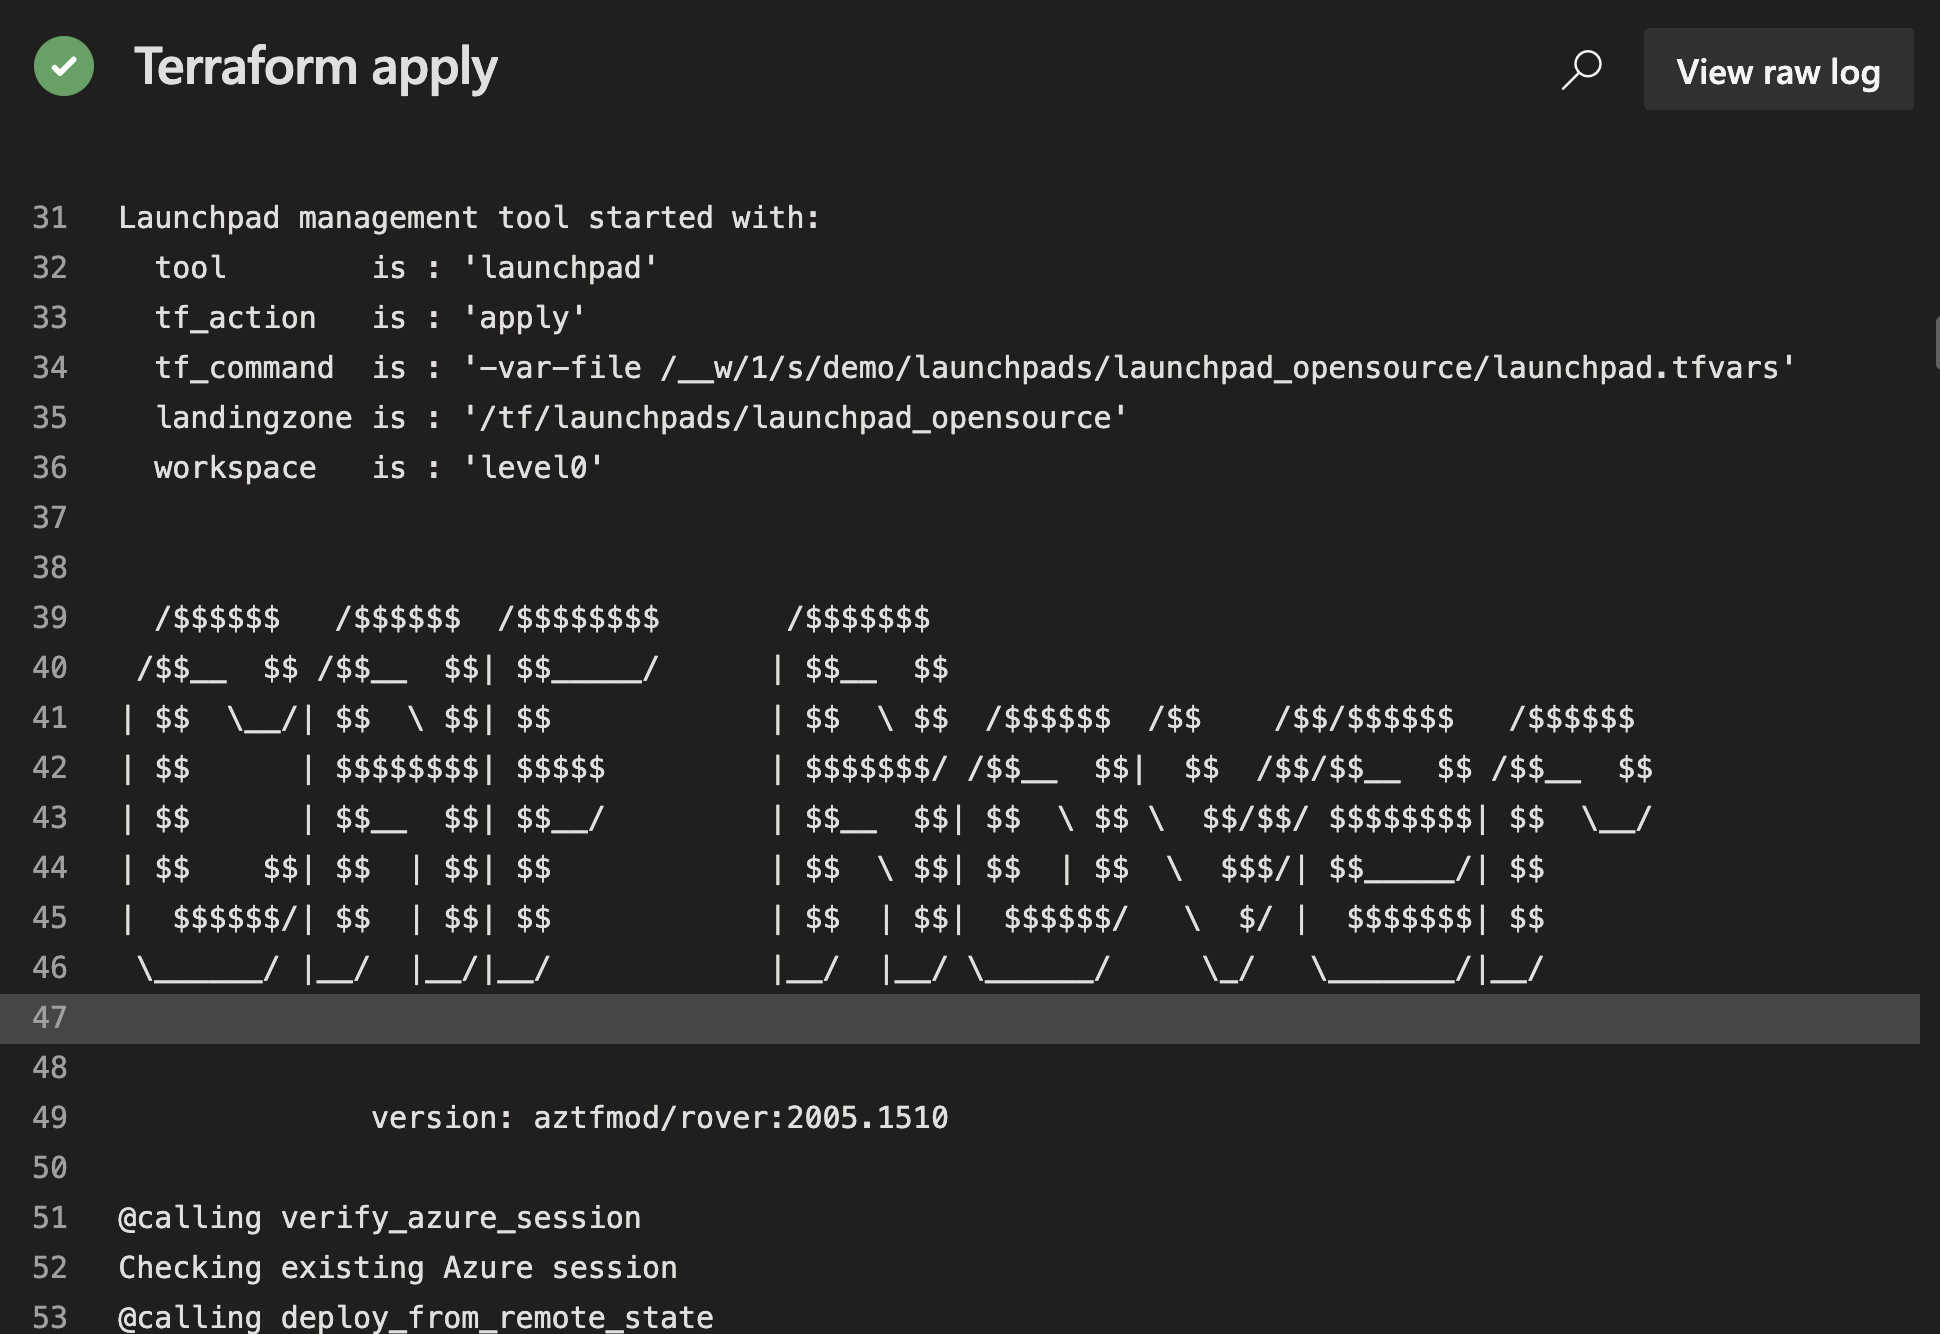 Terraform apply
View raw log
31 Launchpad management tool started with:
32   tool        is : 'launchpad'
33   tf_action   is : 'apply'
34   tf_command  is : '-var-file /__w/1/s/demo/launchpads/launchpad_opensource/launchpad.tfvars'
35   landingzone is : '/tf/launchpads/launchpad_opensource'
36   workspace   is : 'level0'
37
38
39   /$$$$$$   /$$$$$$  /$$$$$$$$       /$$$$$$$
40  /$$__  $$ /$$__  $$| $$_____/      | $$__  $$
41 | $$  \__/| $$  \ $$| $$            | $$  \ $$  /$$$$$$  /$$    /$$/$$$$$$   /$$$$$$
42 | $$      | $$$$$$$$| $$$$$         | $$$$$$$/ /$$__  $$|  $$  /$$/$$__  $$ /$$__  $$
43 | $$      | $$__  $$| $$__/         | $$__  $$| $$  \ $$ \  $$/$$/ $$$$$$$$| $$  \__/
44 | $$    $$| $$  | $$| $$            | $$  \ $$| $$  | $$  \  $$$/| $$_____/| $$
45 |  $$$$$$/| $$  | $$| $$            | $$  | $$|  $$$$$$/   \  $/ |  $$$$$$$| $$
46  \______/ |__/  |__/|__/            |__/  |__/ \______/     \_/   \_______/|__/
47
48
49               version: aztfmod/rover:2005.1510
50
51 @calling verify_azure_session
52 Checking existing Azure session
53 @calling deploy_from_remote_state